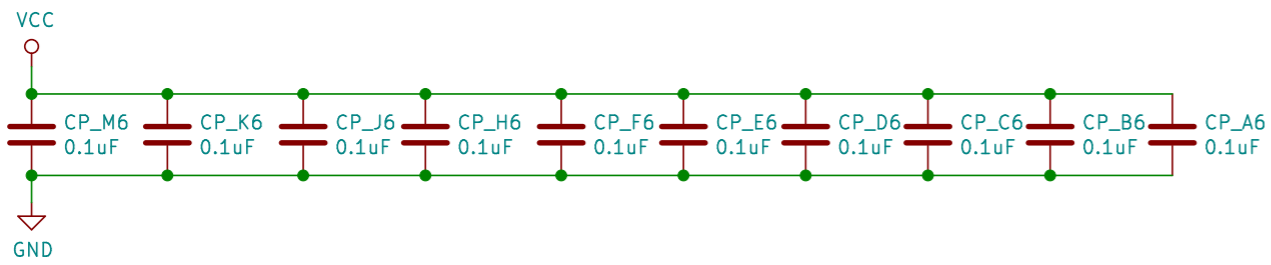 VCC
CP_M6 CP_K6 CP_J6 CP_H6 CP_F6 CP_E6 CP_D6 CP_C6 CP_B6 CP_A6
0.1uF 0.1uF 0.1uF 0.1uF 0.1uF 0.1uF 0.1uF 0.1uF 0.1uF 0.1uF
GND